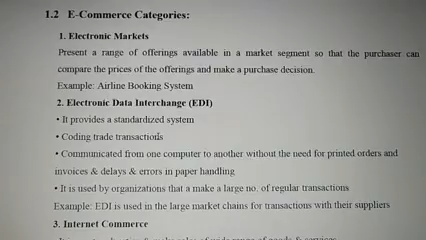 1.2 E-Commerce Categories:
1. Electronic Markets
Present a range of offerings available in a market segment so that the purchaser can
compare the prices of the offerings and make a purchase decision.
Example: Airline Booking System
2. Electronic Data Interchange (EDI)
• It provides a standardized system
• Coding trade transactions
• Communicated from one computer to another without the need for printed orders and
invoices & delays & errors in paper handling
• It is used by organizations that a make a large no. of regular transactions
Example: EDI is used in the large market chains for transactions with their suppliers
3. Internet Commerce